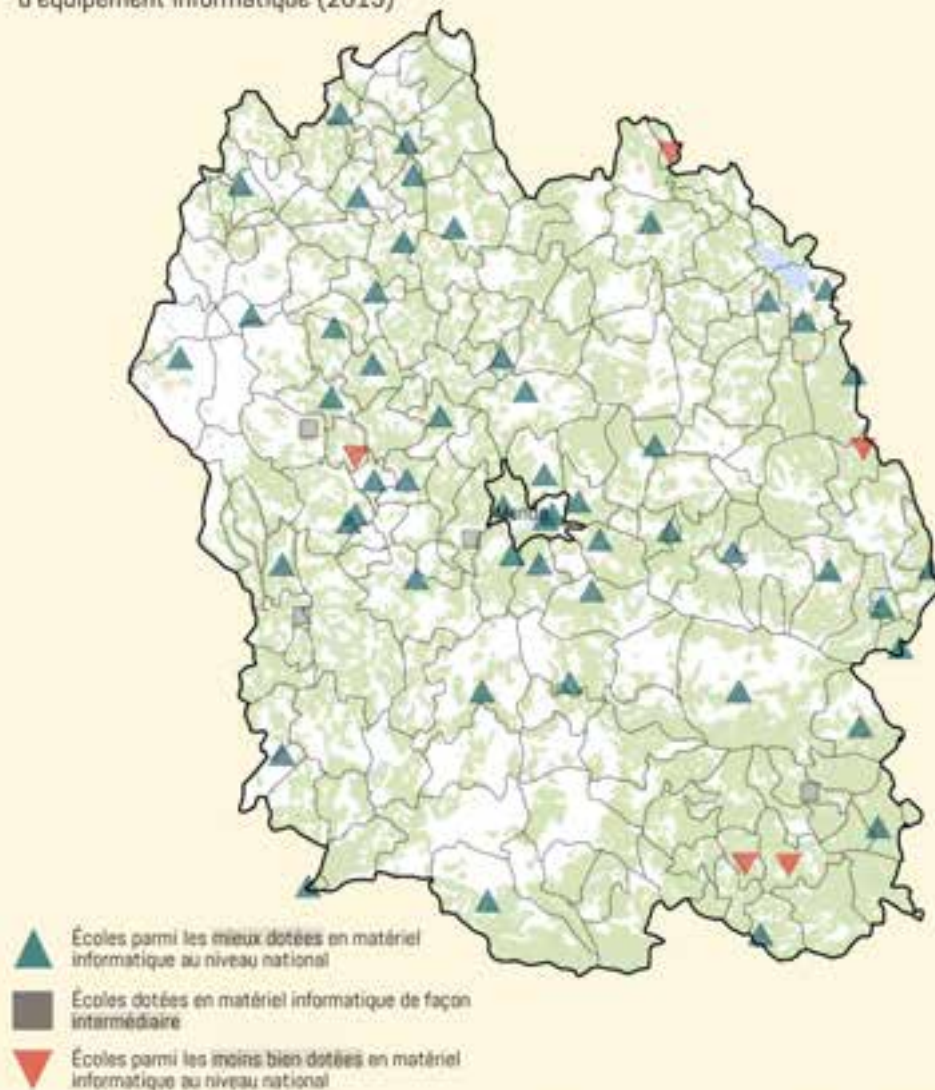 d'équipement informatique (2013)
Écoles parmi les mieux dotées en matériel
informatique au niveau national
Écoles dotées en matériel informatique de façon
intermédiaire
Écoles parmi les moins bien dotées en matériel
informatique au niveau national